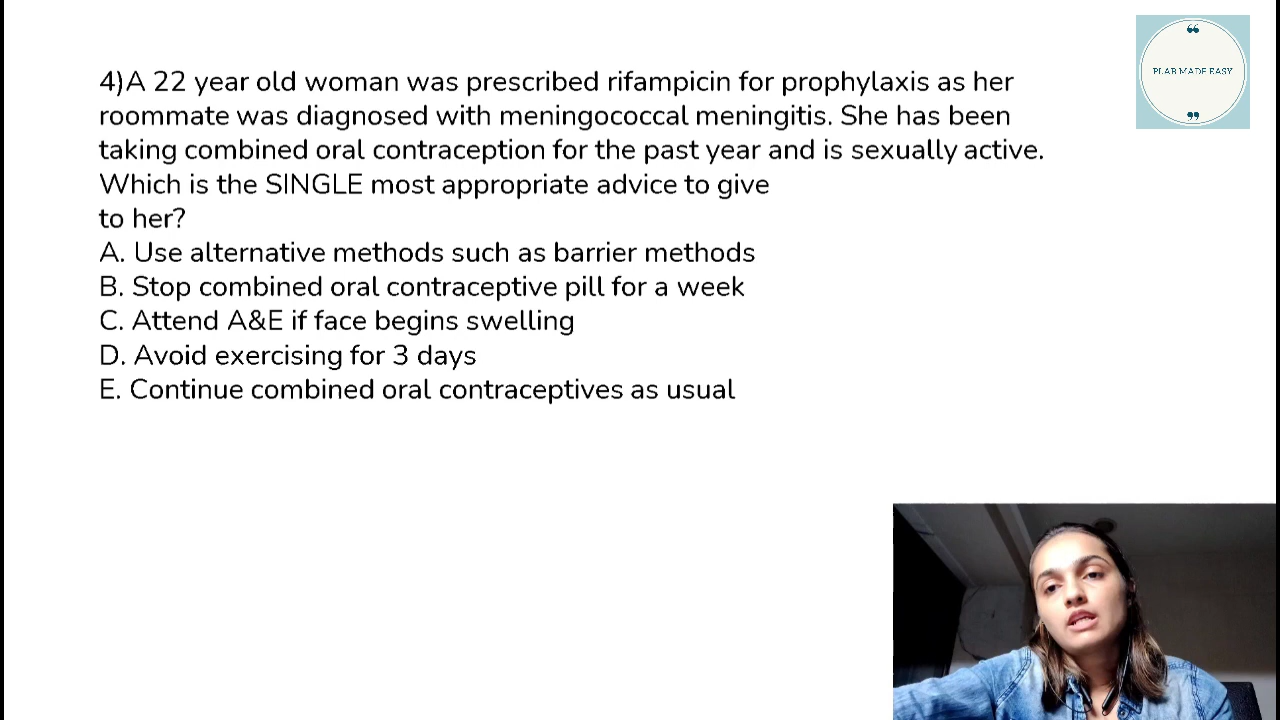 PLAB MADE EASY
4)A 22 year old woman was prescribed rifampicin for prophylaxis as her
roommate was diagnosed with meningococcal meningitis. She has been
taking combined oral contraception for the past year and is sexually active.
Which is the SINGLE most appropriate advice to give
to her?
A. Use alternative methods such as barrier methods
B. Stop combined oral contraceptive pill for a week
C. Attend A&E if face begins swelling
D. Avoid exercising for 3 days
E. Continue combined oral contraceptives as usual